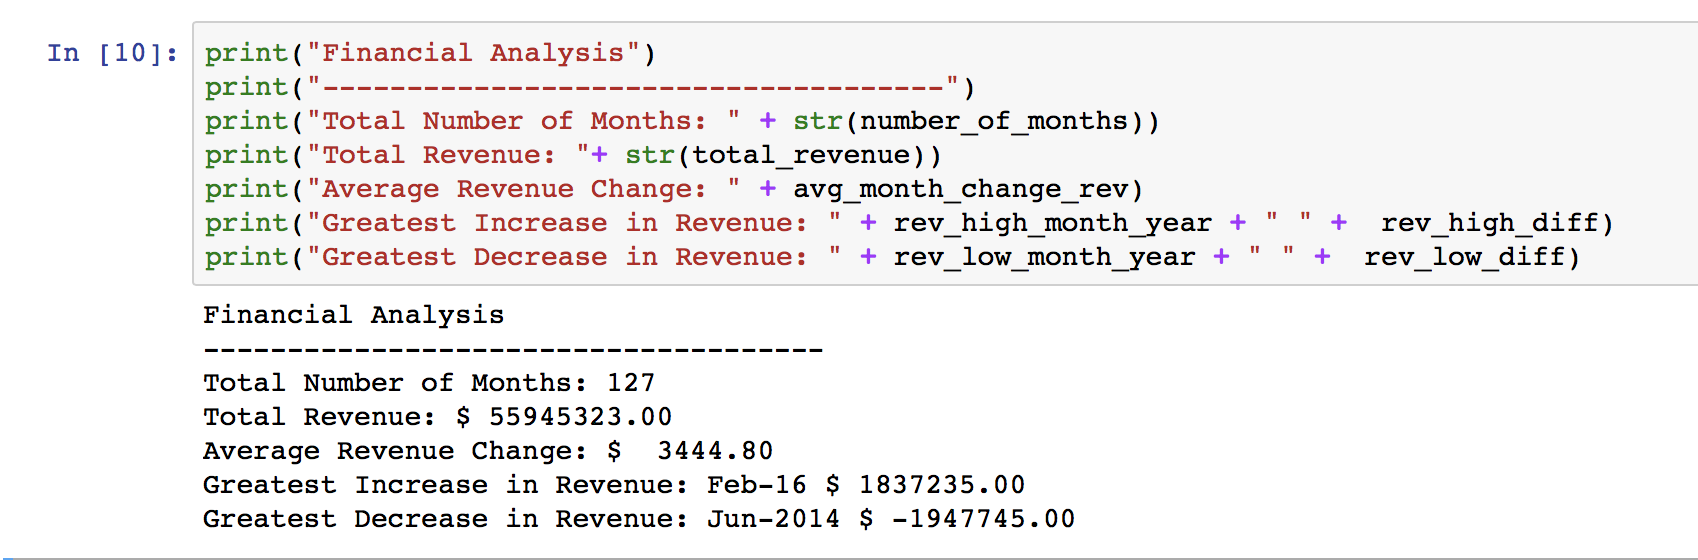 In [10]: print("Financial Analysis")
print("-------------------------------------")
print("Total Number of Months: " + str(number_of_months))
print("Total Revenue: "+ str(total_revenue))
print("Average Revenue Change: " + avg_month_change_rev)
print("Greatest Increase in Revenue: " + rev_high_month_year + " " +  rev_high_diff)
print("Greatest Decrease in Revenue: " + rev_low_month_year + " " +  rev_low_diff)
Financial Analysis
-------------------------------------
Total Number of Months: 127
Total Revenue: $ 55945323.00
Average Revenue Change: $  3444.80
Greatest Increase in Revenue: Feb-16 $ 1837235.00
Greatest Decrease in Revenue: Jun-2014 $ -1947745.00